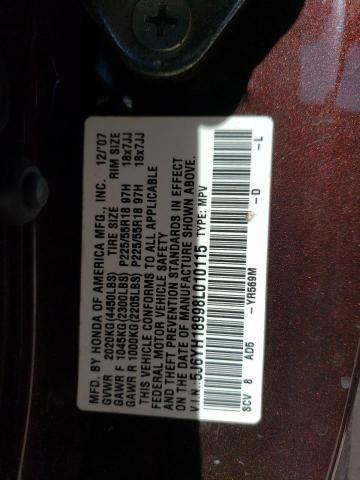 MFD. BY HONDA OF AMERICA MFG., INC. 12/'07
TIRE SIZE RIM SIZE
GVWR 2020KG(4450LBS)
GAWR F 1045KG(2300LBS) P225/55R18 97H 18x7JJ
GAWR R 1000KG(2205LBS) P225/55R18 97H 18x7JJ
THIS VEHICLE CONFORMS TO ALL APPLICABLE
FEDERAL MOTOR VEHICLE SAFETY
AND THEFT PREVENTION STANDARDS IN EFFECT
ON THE DATE OF MANUFACTURE SHOWN ABOVE.
V.I.N.: 5J6YH18998L010115 TYPE: MPV
SCV 8 AD5 -YR569M -D -L